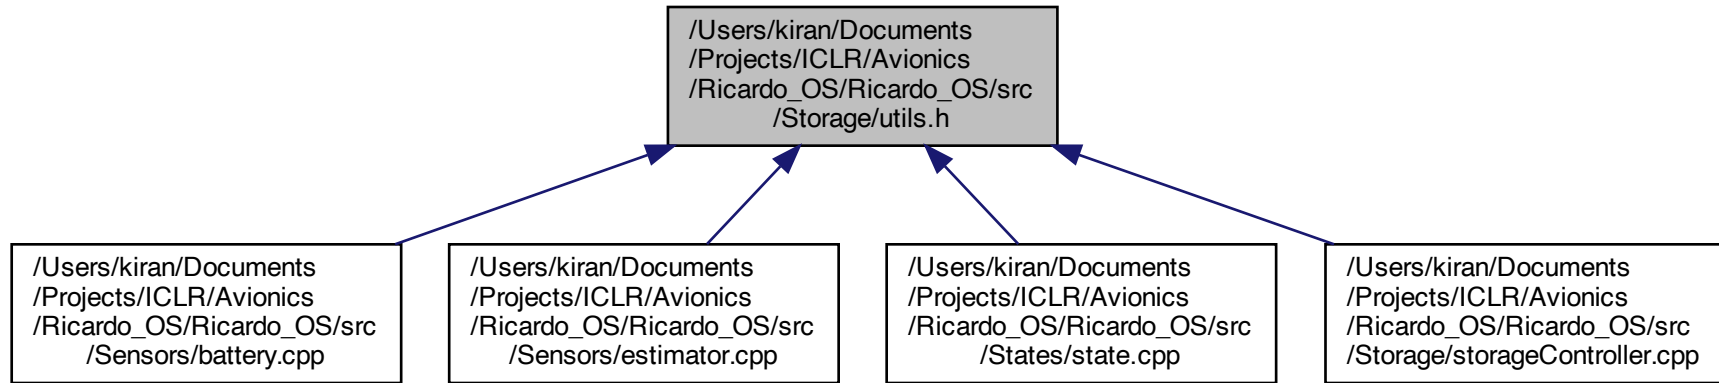 /Users/kiran/Documents
/Projects/ICLR/Avionics
/Ricardo_OS/Ricardo_OS/src
/Storage/utils.h
/Users/kiran/Documents
/Projects/ICLR/Avionics
/Ricardo_OS/Ricardo_OS/src
/Sensors/battery.cpp
/Users/kiran/Documents
/Projects/ICLR/Avionics
/Ricardo_OS/Ricardo_OS/src
/Sensors/estimator.cpp
/Users/kiran/Documents
/Projects/ICLR/Avionics
/Ricardo_OS/Ricardo_OS/src
/States/state.cpp
/Users/kiran/Documents
/Projects/ICLR/Avionics
/Ricardo_OS/Ricardo_OS/src
/Storage/storageController.cpp